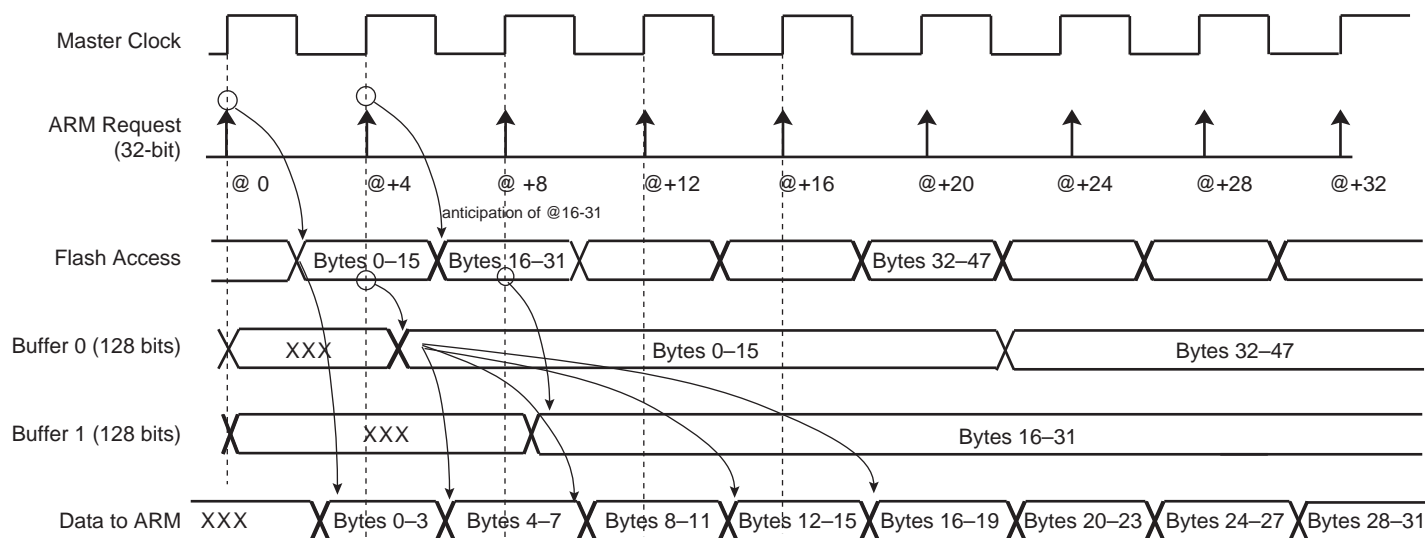 Master Clock
ARM Request
(32-bit)
@ 0 @+4 @ +8 @+12 @+16 @+20 @+24 @+28 @+32
anticipation of @16-31
Flash Access
Bytes 0–15 Bytes 16–31 Bytes 32–47
Buffer 0 (128 bits)
XXX Bytes 0–15 Bytes 32–47
Buffer 1 (128 bits)
XXX Bytes 16–31
Data to ARM
XXX Bytes 0–3 Bytes 4–7 Bytes 8–11 Bytes 12–15 Bytes 16–19 Bytes 20–23 Bytes 24–27 Bytes 28–31